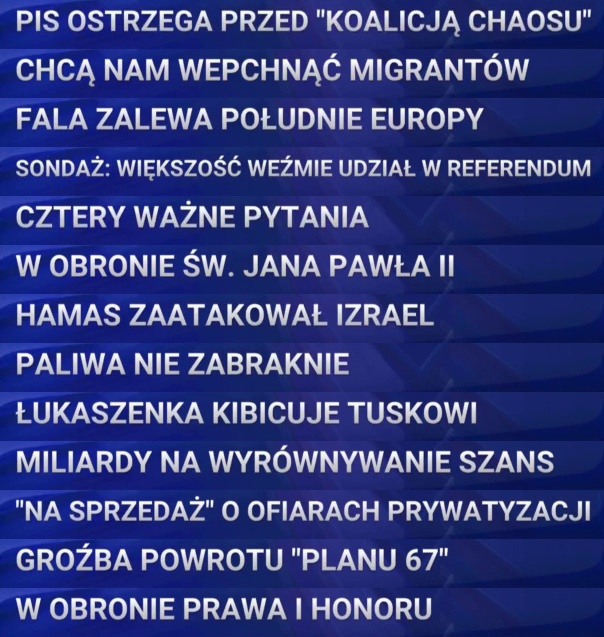 PIS OSTRZEGA PRZED "KOALICJĄ CHAOSU"
CHCĄ NAM WEPCHNĄĆ MIGRANTÓW
FALA ZALEWA POŁUDNIE EUROPY
SONDAŻ: WIĘKSZOŚĆ WEŹMIE UDZIAŁ W REFERENDUM
CZTERY WAŻNE PYTANIA
W OBRONIE ŚW. JANA PAWŁA II
HAMAS ZAATAKOWAŁ IZRAEL
PALIWA NIE ZABRAKNIE
ŁUKASZENKA KIBICUJE TUSKOWI
MILIARDY NA WYRÓWNYWANIE SZANS
"NA SPRZEDAŻ" O OFIARACH PRYWATYZACJI
GROŹBA POWROTU "PLANU 67"
W OBRONIE PRAWA I HONORU